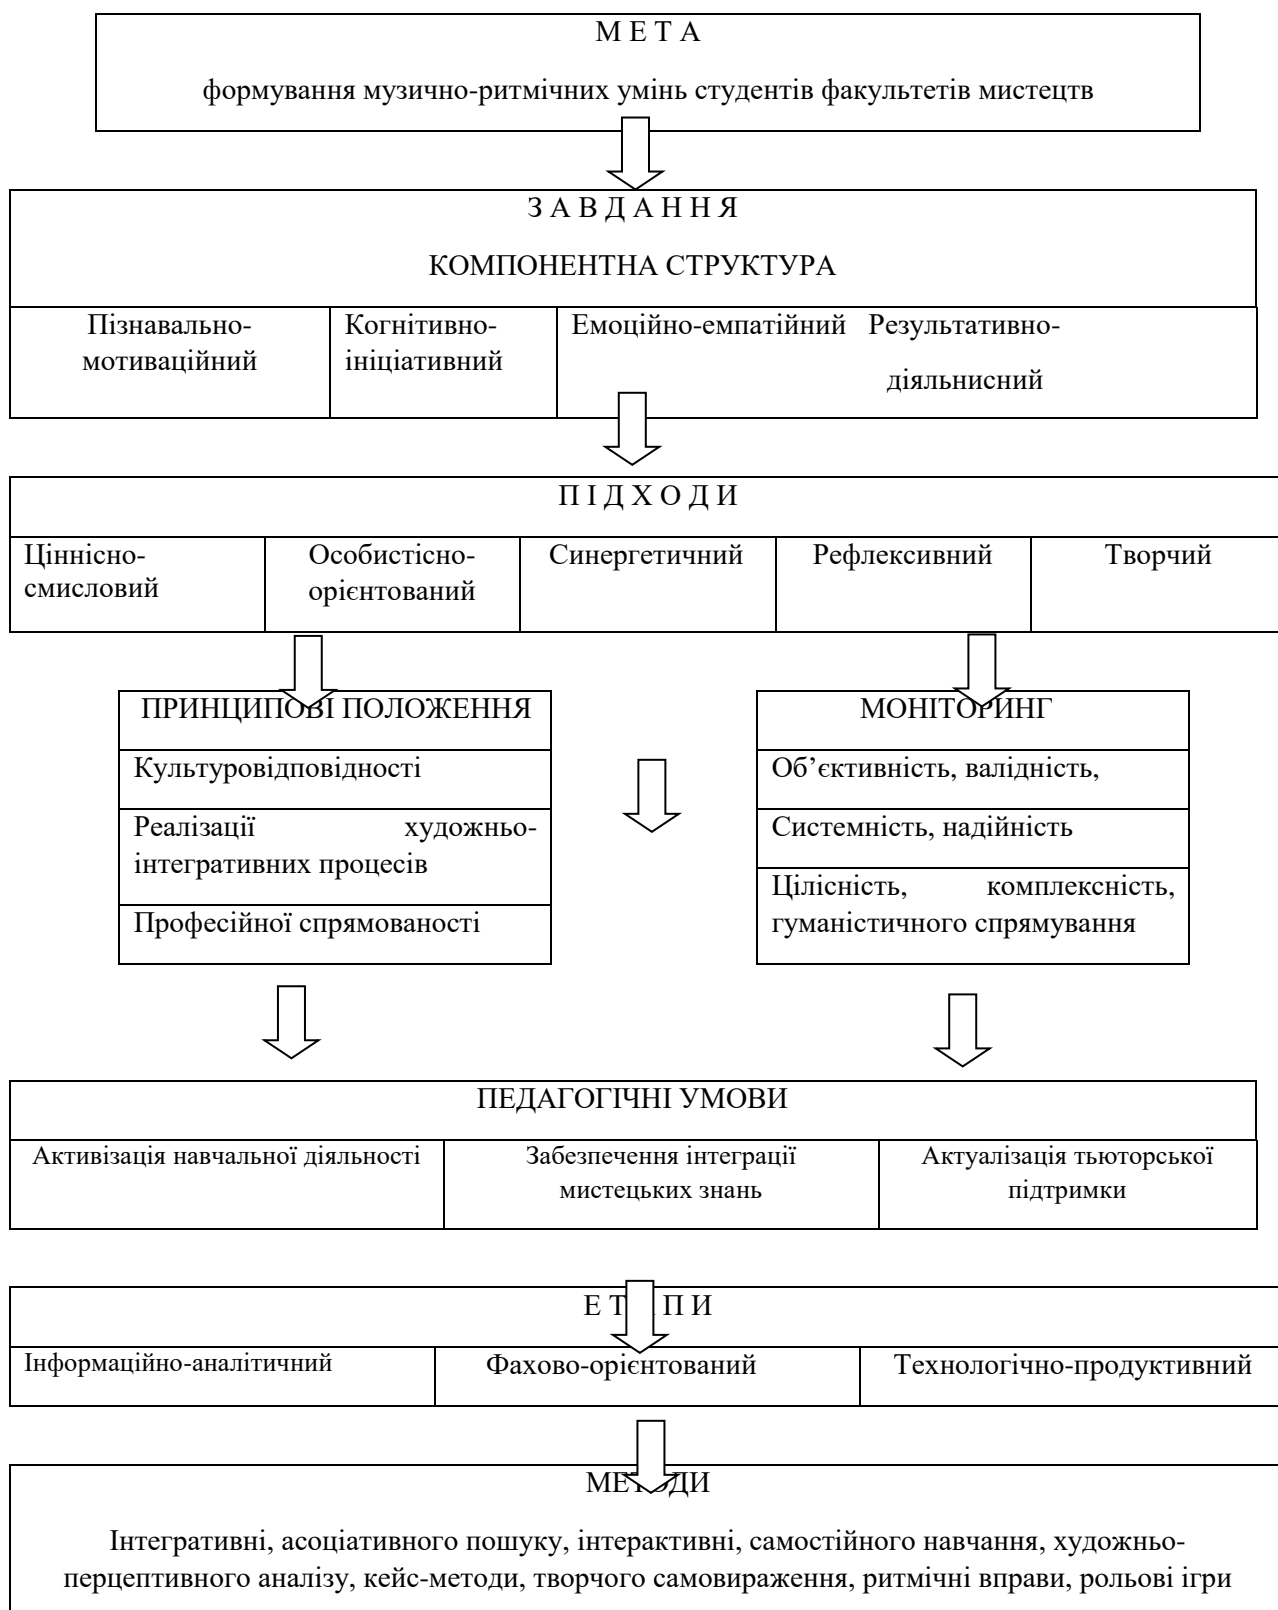 М Е Т А
формування музично-ритмічних умінь студентів факультетів мистецтв
З А В Д А Н Н Я
КОМПОНЕНТНА СТРУКТУРА
Пізнавально-
мотиваційний
Когнітивно-
ініціативний
Емоційно-емпатійний Результативно-
діяльнисний
П І Д Х О Д И
Ціннісно-
смисловий
Особистісно-
орієнтований
Синергетичний
Рефлексивний
Творчий
ПРИНЦИПОВІ ПОЛОЖЕННЯ
Культуровідповідності
Реалізації художньо-
інтегративних процесів
Професійної спрямованості
МОНІТОРИНГ
Об’єктивність, валідність,
Системність, надійність
Цілісність, комплексність,
гуманістичного спрямування
ПЕДАГОГІЧНІ УМОВИ
Активізація навчальної діяльності
Забезпечення інтеграції
мистецьких знань
Актуалізація тьюторської
підтримки
Е Т А П И
Інформаційно-аналітичний
Фахово-орієнтований
Технологічно-продуктивний
МЕТОДИ
Інтегративні, асоціативного пошуку, інтерактивні, самостійного навчання, художньо-
перцептивного аналізу, кейс-методи, творчого самовираження, ритмічні вправи, рольові ігри